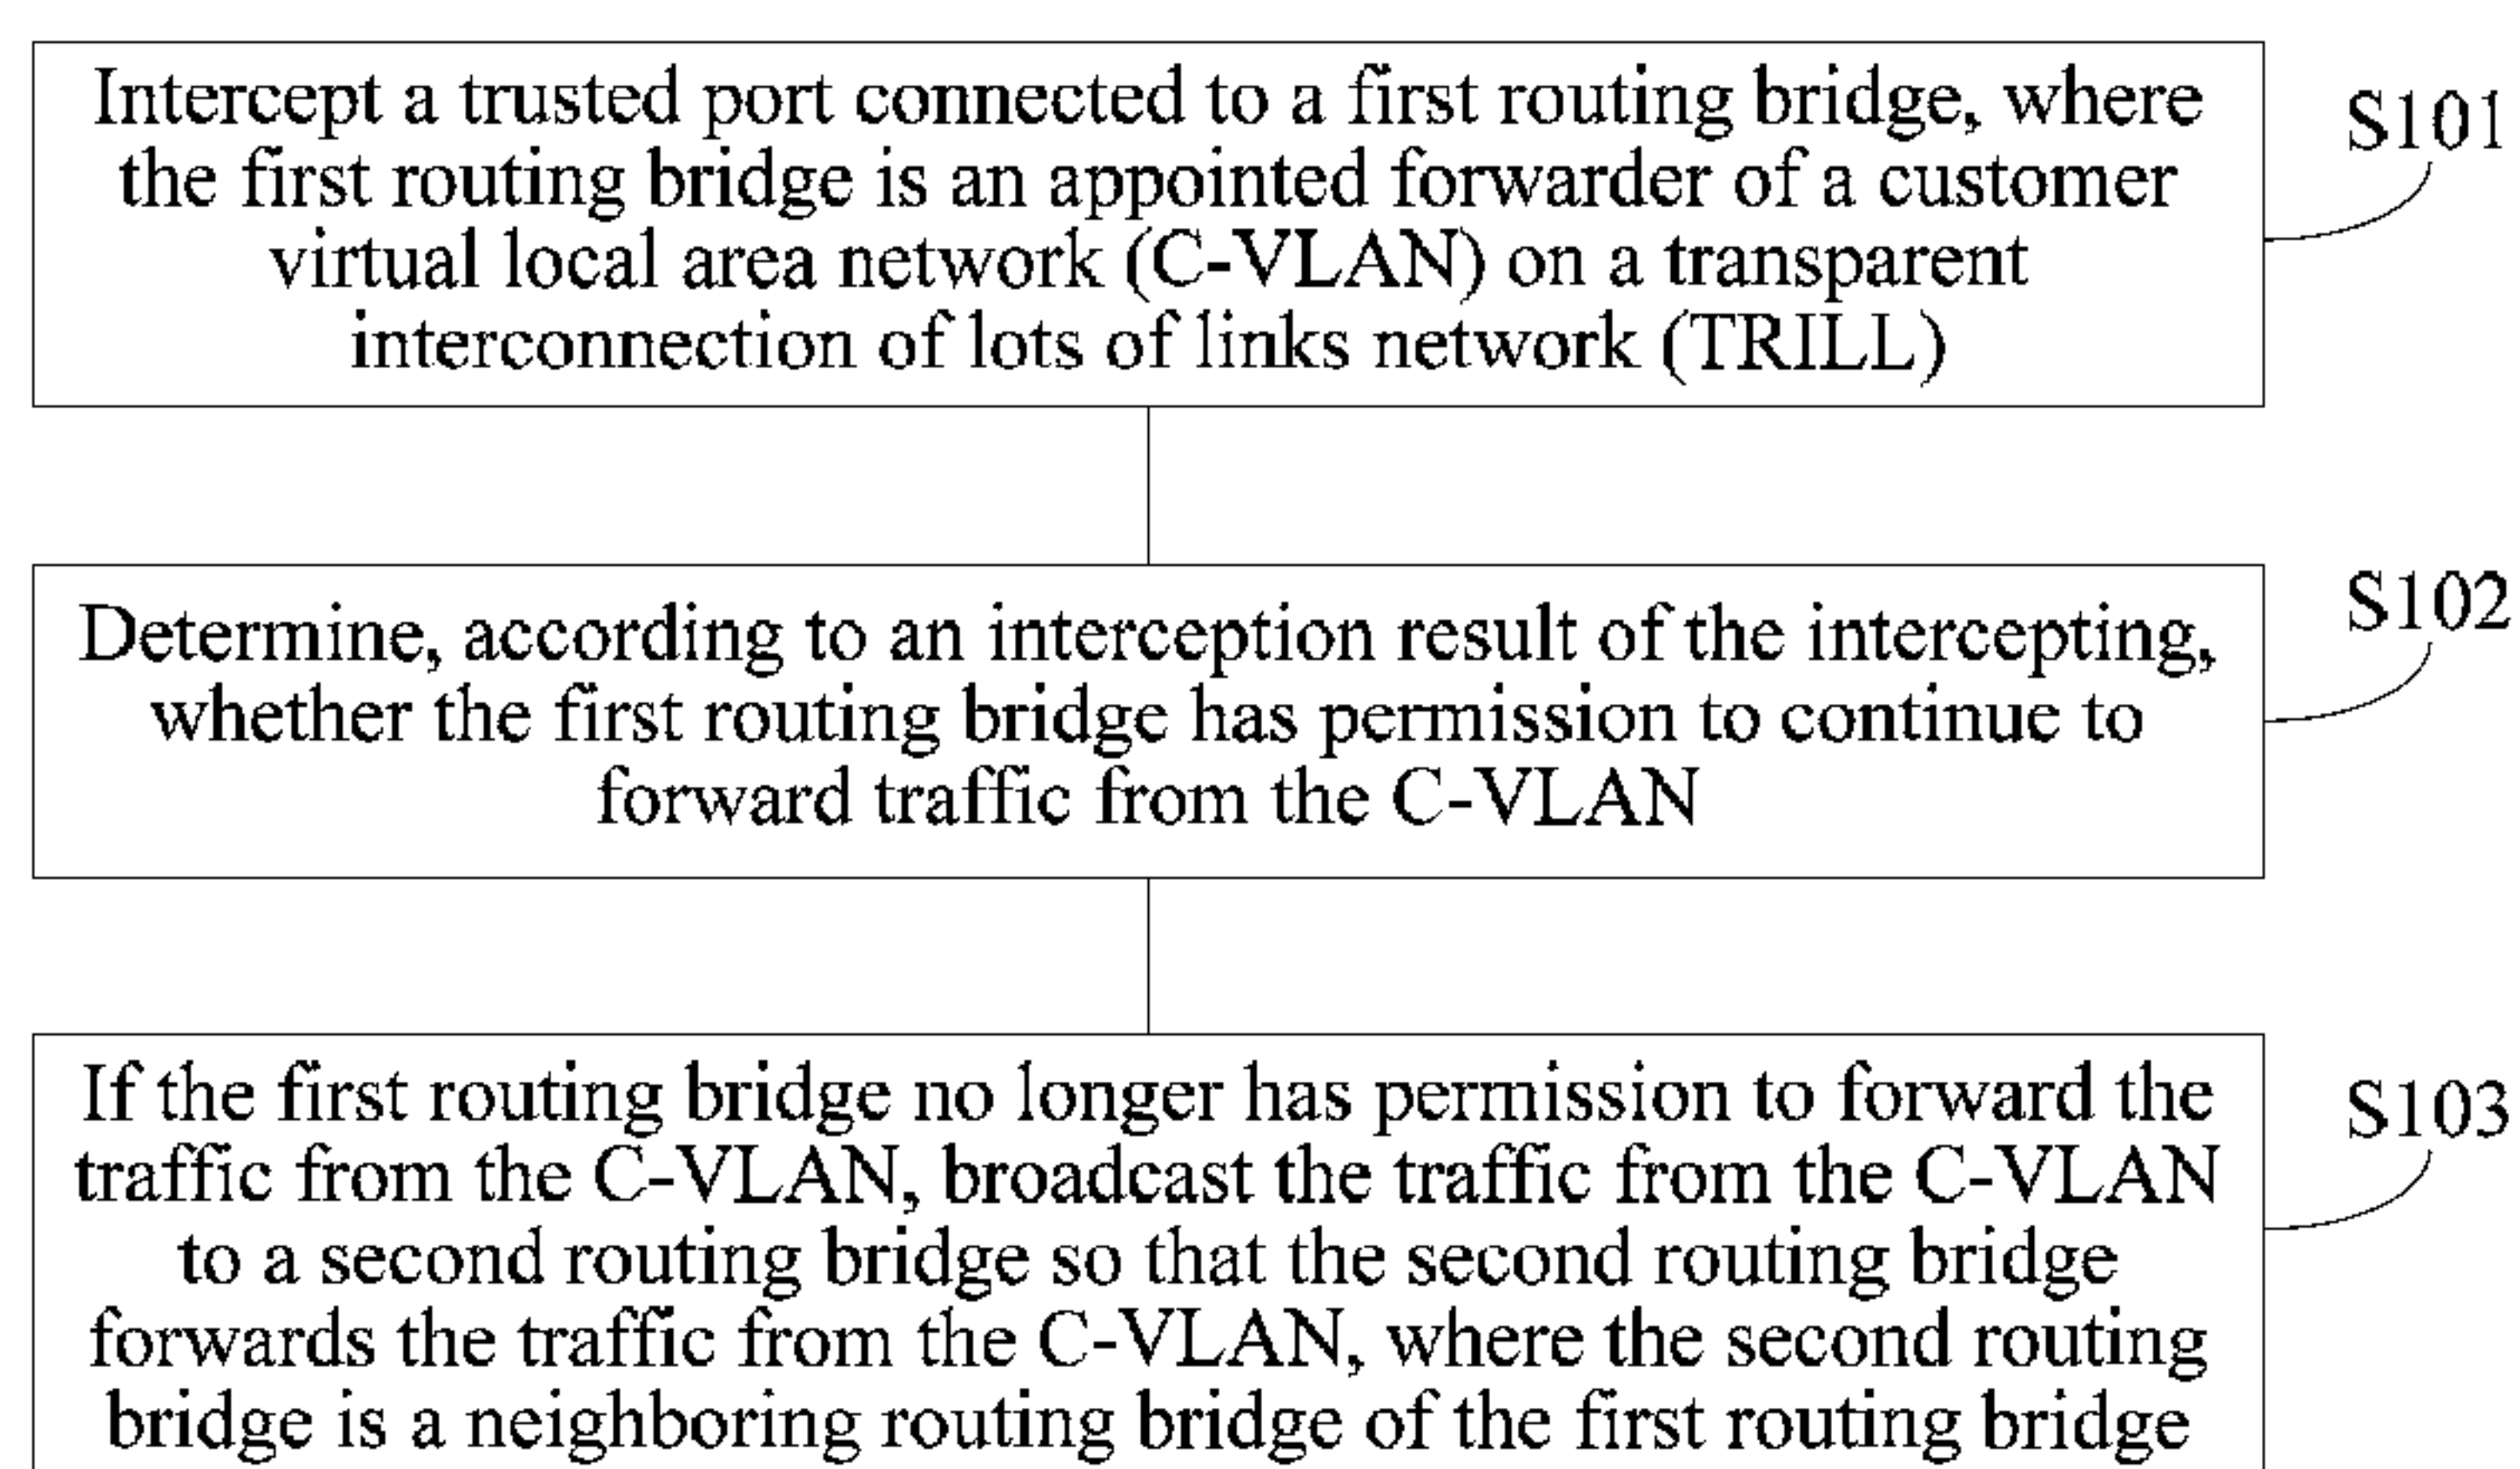 Intercept a trusted port connected to a first routing bridge, where
the first routing bridge is an appointed forwarder of a customer
virtual local area network (C-VLAN) on a transparent
interconnection of lots of links network (TRILL)
S101
Determine, according to an interception result of the intercepting,
whether the first routing bridge has permission to continue to
forward traffic from the C-VLAN
S102
If the first routing bridge no longer has permission to forward the
traffic from the C-VLAN, broadcast the traffic from the C-VLAN
to a second routing bridge so that the second routing bridge
forwards the traffic from the C-VLAN, where the second routing
bridge is a neighboring routing bridge of the first routing bridge
S103